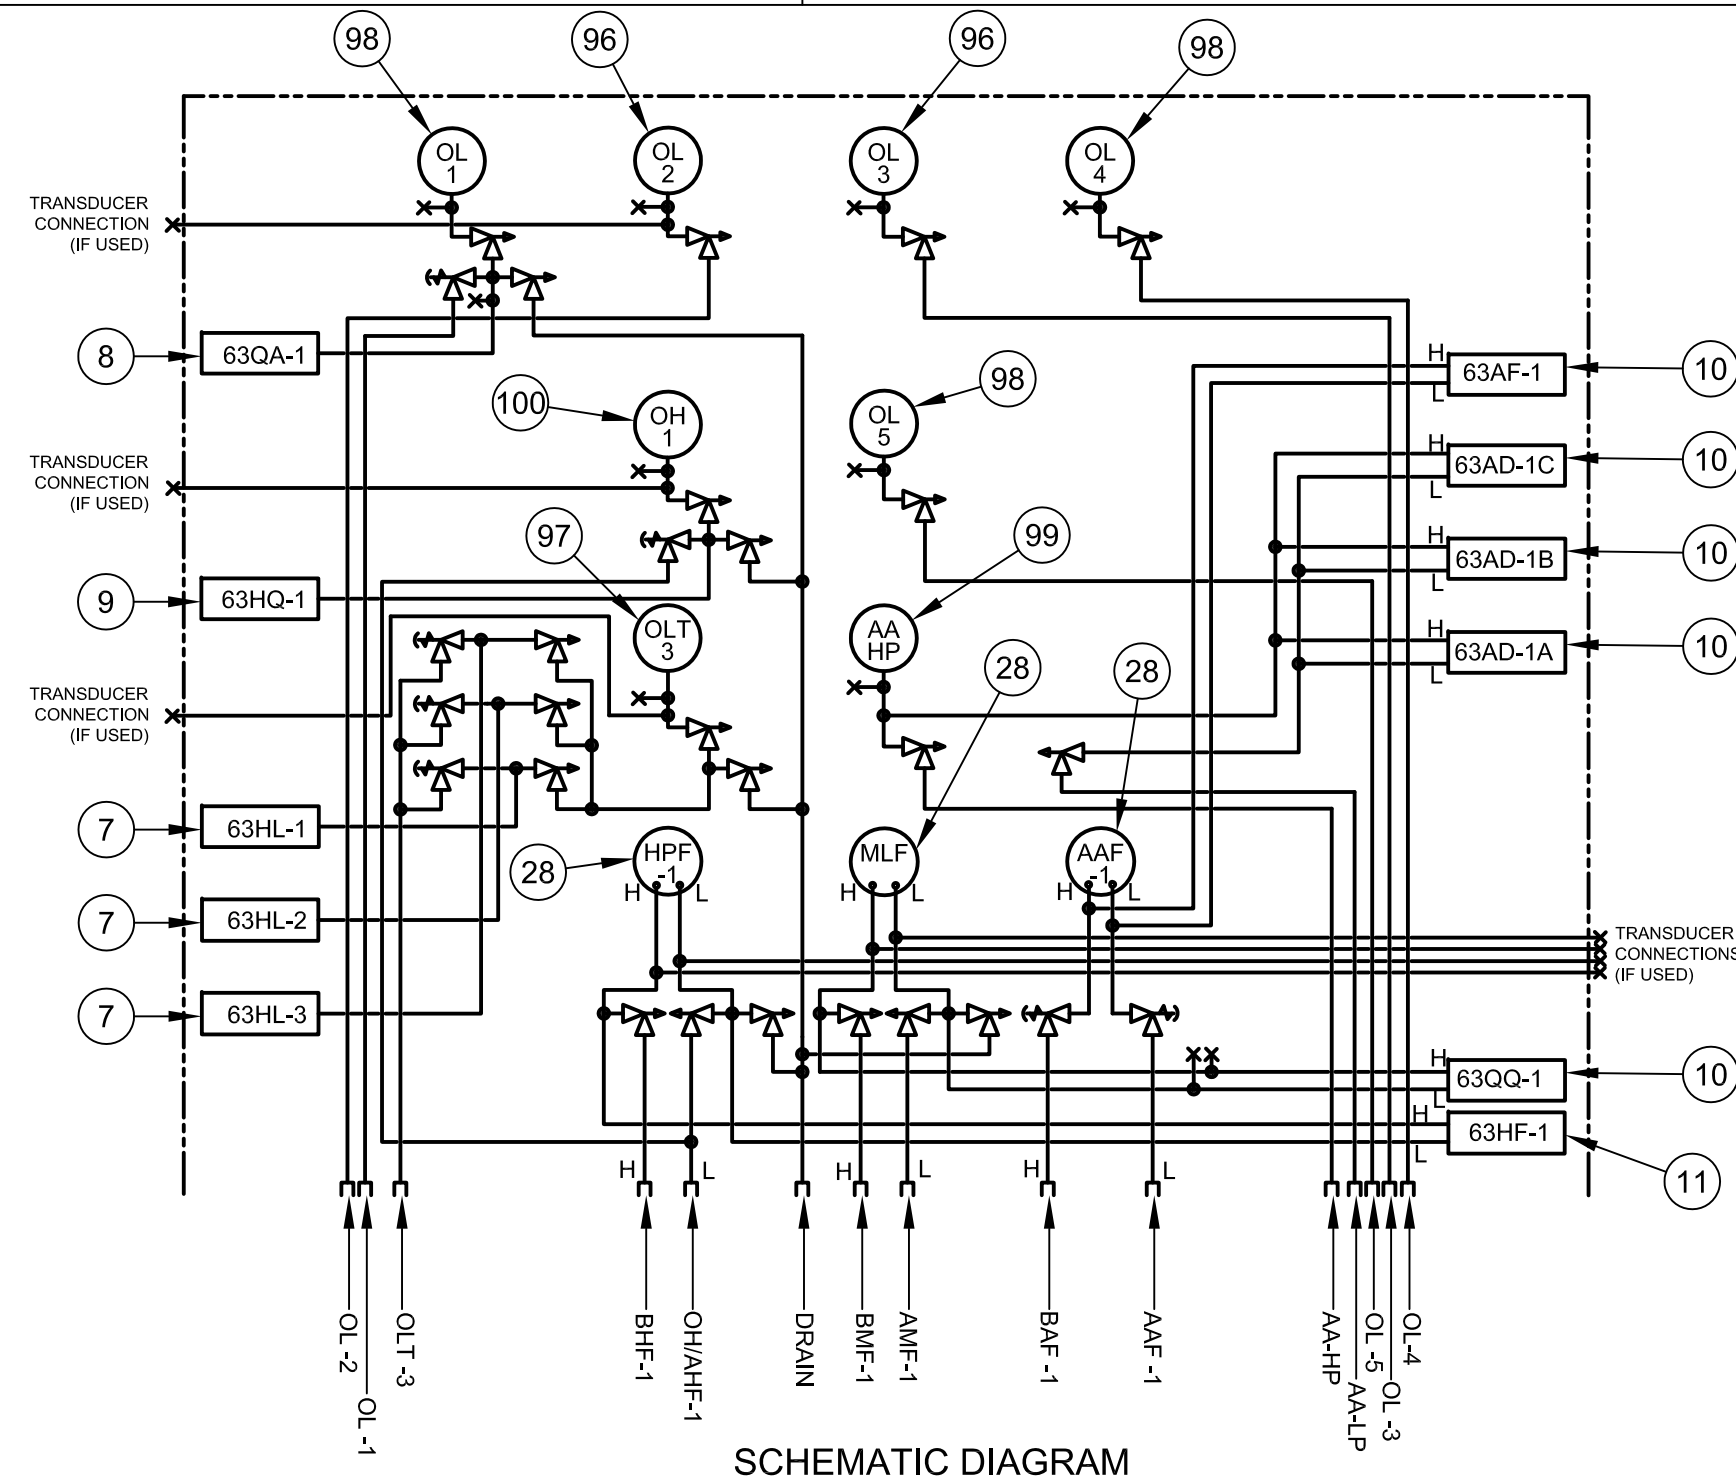 98
96
96
98
OL
1
OL
2
OL
3
OL
4
TRANSDUCER
CONNECTION
(IF USED)
8
63QA-1
H
63AF-1
L
10
100
OH
1
OL
5
98
TRANSDUCER
CONNECTION
(IF USED)
H
63AD-1C
L
10
97
99
H
63AD-1B
L
10
9
63HQ-1
OLT
3
AA
HP
28
28
H
63AD-1A
L
10
TRANSDUCER
CONNECTION
(IF USED)
7
63HL-1
28
HPF
-1
H
L
MLF
H
L
AAF
-1
H
L
7
63HL-2
TRANSDUCER
CONNECTIONS
(IF USED)
7
63HL-3
H
63QQ-1
L
10
H
63HF-1
L
11
H
L
H
L
H
L
OL -2
OL -1
OLT -3
BHF-1
OH/AHF-1
DRAIN
BMF-1
AMF-1
BAF -1
AAF -1
AA-HP
AA-LP
OL -5
OL -3
OL-4
SCHEMATIC DIAGRAM